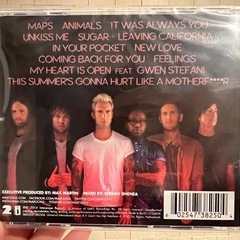 MAPS ANIMALS IT WAS ALWAYS YOU
UNKISS ME SUGAR LEAVING CALIFORNIA
IN YOUR POCKET NEW LOVE
COMING BACK FOR YOU FEELINGS
MY HEART IS OPEN FEAT GWEN STEFANI
THIS SUMMER'S GONNA HURT LIKE A MOTHERF****R
EXECUTIVE PRODUCED BY: MAX MARTIN MIXED BY: SERBAN GHENEA
02547 38250